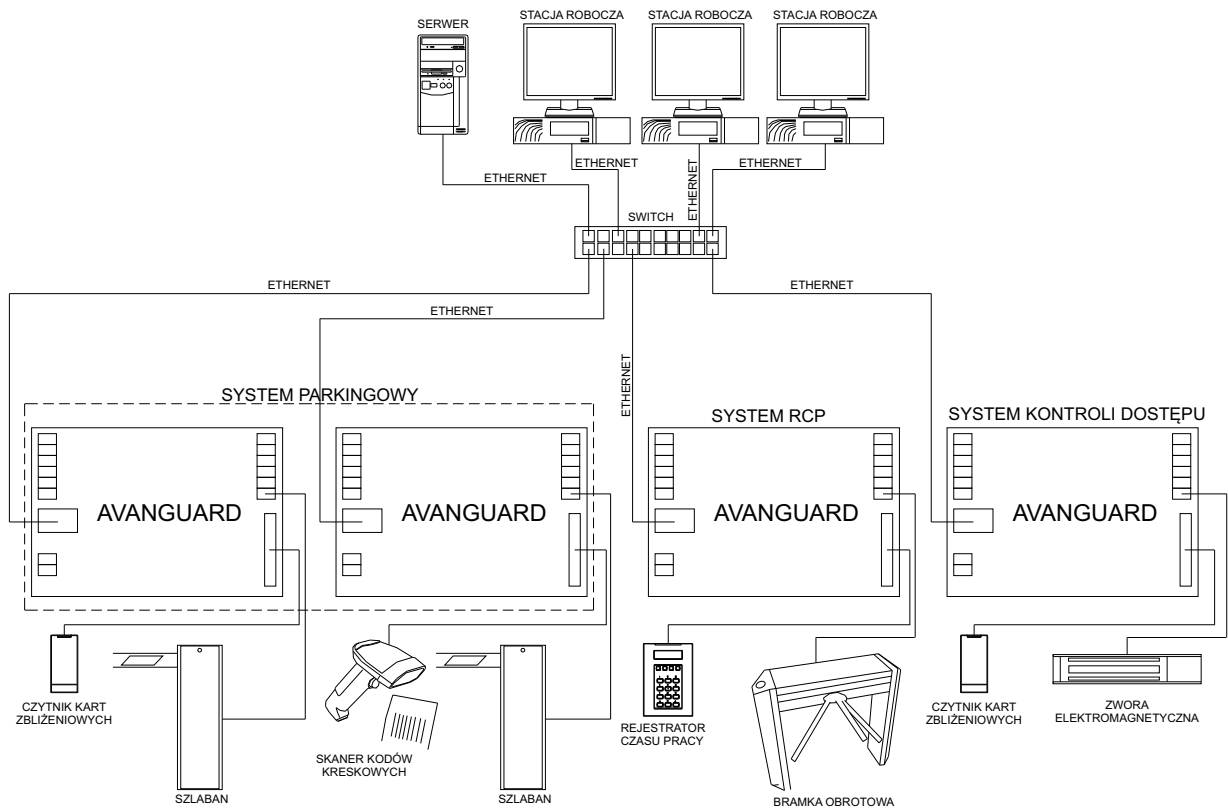 STACJA ROBOCZA
STACJA ROBOCZA
STACJA ROBOCZA
SERWER
ETHERNET
ETHERNET
ETHERNET
ETHERNET
SWITCH
ETHERNET
ETHERNET
ETHERNET
ETHERNET
SYSTEM PARKINGOWY
SYSTEM RCP
SYSTEM KONTROLI DOSTĘPU
AVANGUARD
AVANGUARD
AVANGUARD
AVANGUARD
CZYTNIK KART
ZBLIŻENIOWYCH
SZLABAN
SKANER KODÓW
KRESKOWYCH
SZLABAN
REJESTRATOR
CZASU PRACY
BRAMKA OBROTOWA
CZYTNIK KART
ZBLIŻENIOWYCH
ZWORA
ELEKTROMAGNETYCZNA